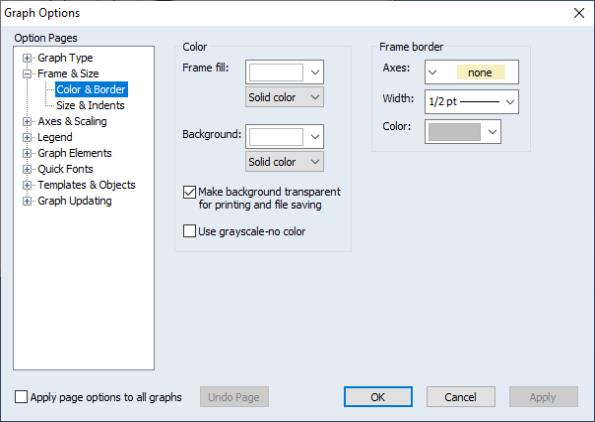 Graph Options
Option Pages
Graph Type
Frame & Size
Color & Border
Size & Indents
Axes & Scaling
Legend
Graph Elements
Quick Fonts
Templates & Objects
Graph Updating
Color
Frame fill:
Solid color
Background:
Solid color
Make background transparent
for printing and file saving
Use grayscale-no color
Frame border
Axes: none
Width: 1/2 pt
Color:
Apply page options to all graphs
Undo Page
OK
Cancel
Apply